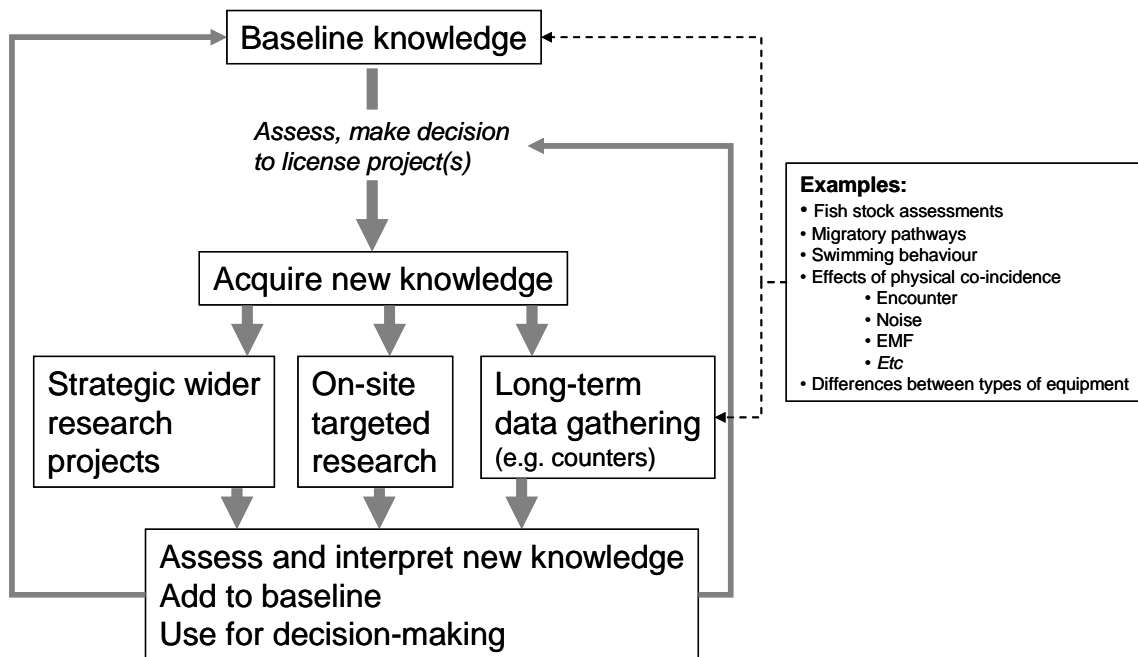 Baseline knowledge
Assess, make decision
to license project(s)
Examples:
• Fish stock assessments
• Migratory pathways
• Swimming behaviour
• Effects of physical co-incidence
• Encounter
• Noise
• EMF
• Etc
• Differences between types of equipment
Acquire new knowledge
Strategic wider
research
projects
On-site
targeted
research
Long-term
data gathering
(e.g. counters)
Assess and interpret new knowledge
Add to baseline
Use for decision-making